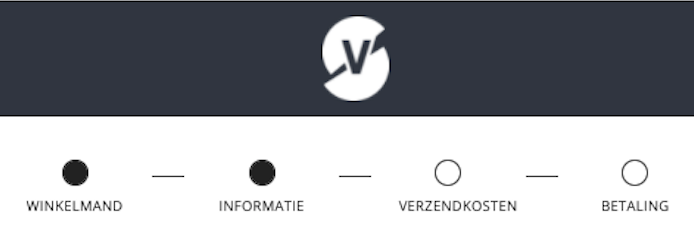 V
WINKELMAND
INFORMATIE
VERZENDKOSTEN
BETALING